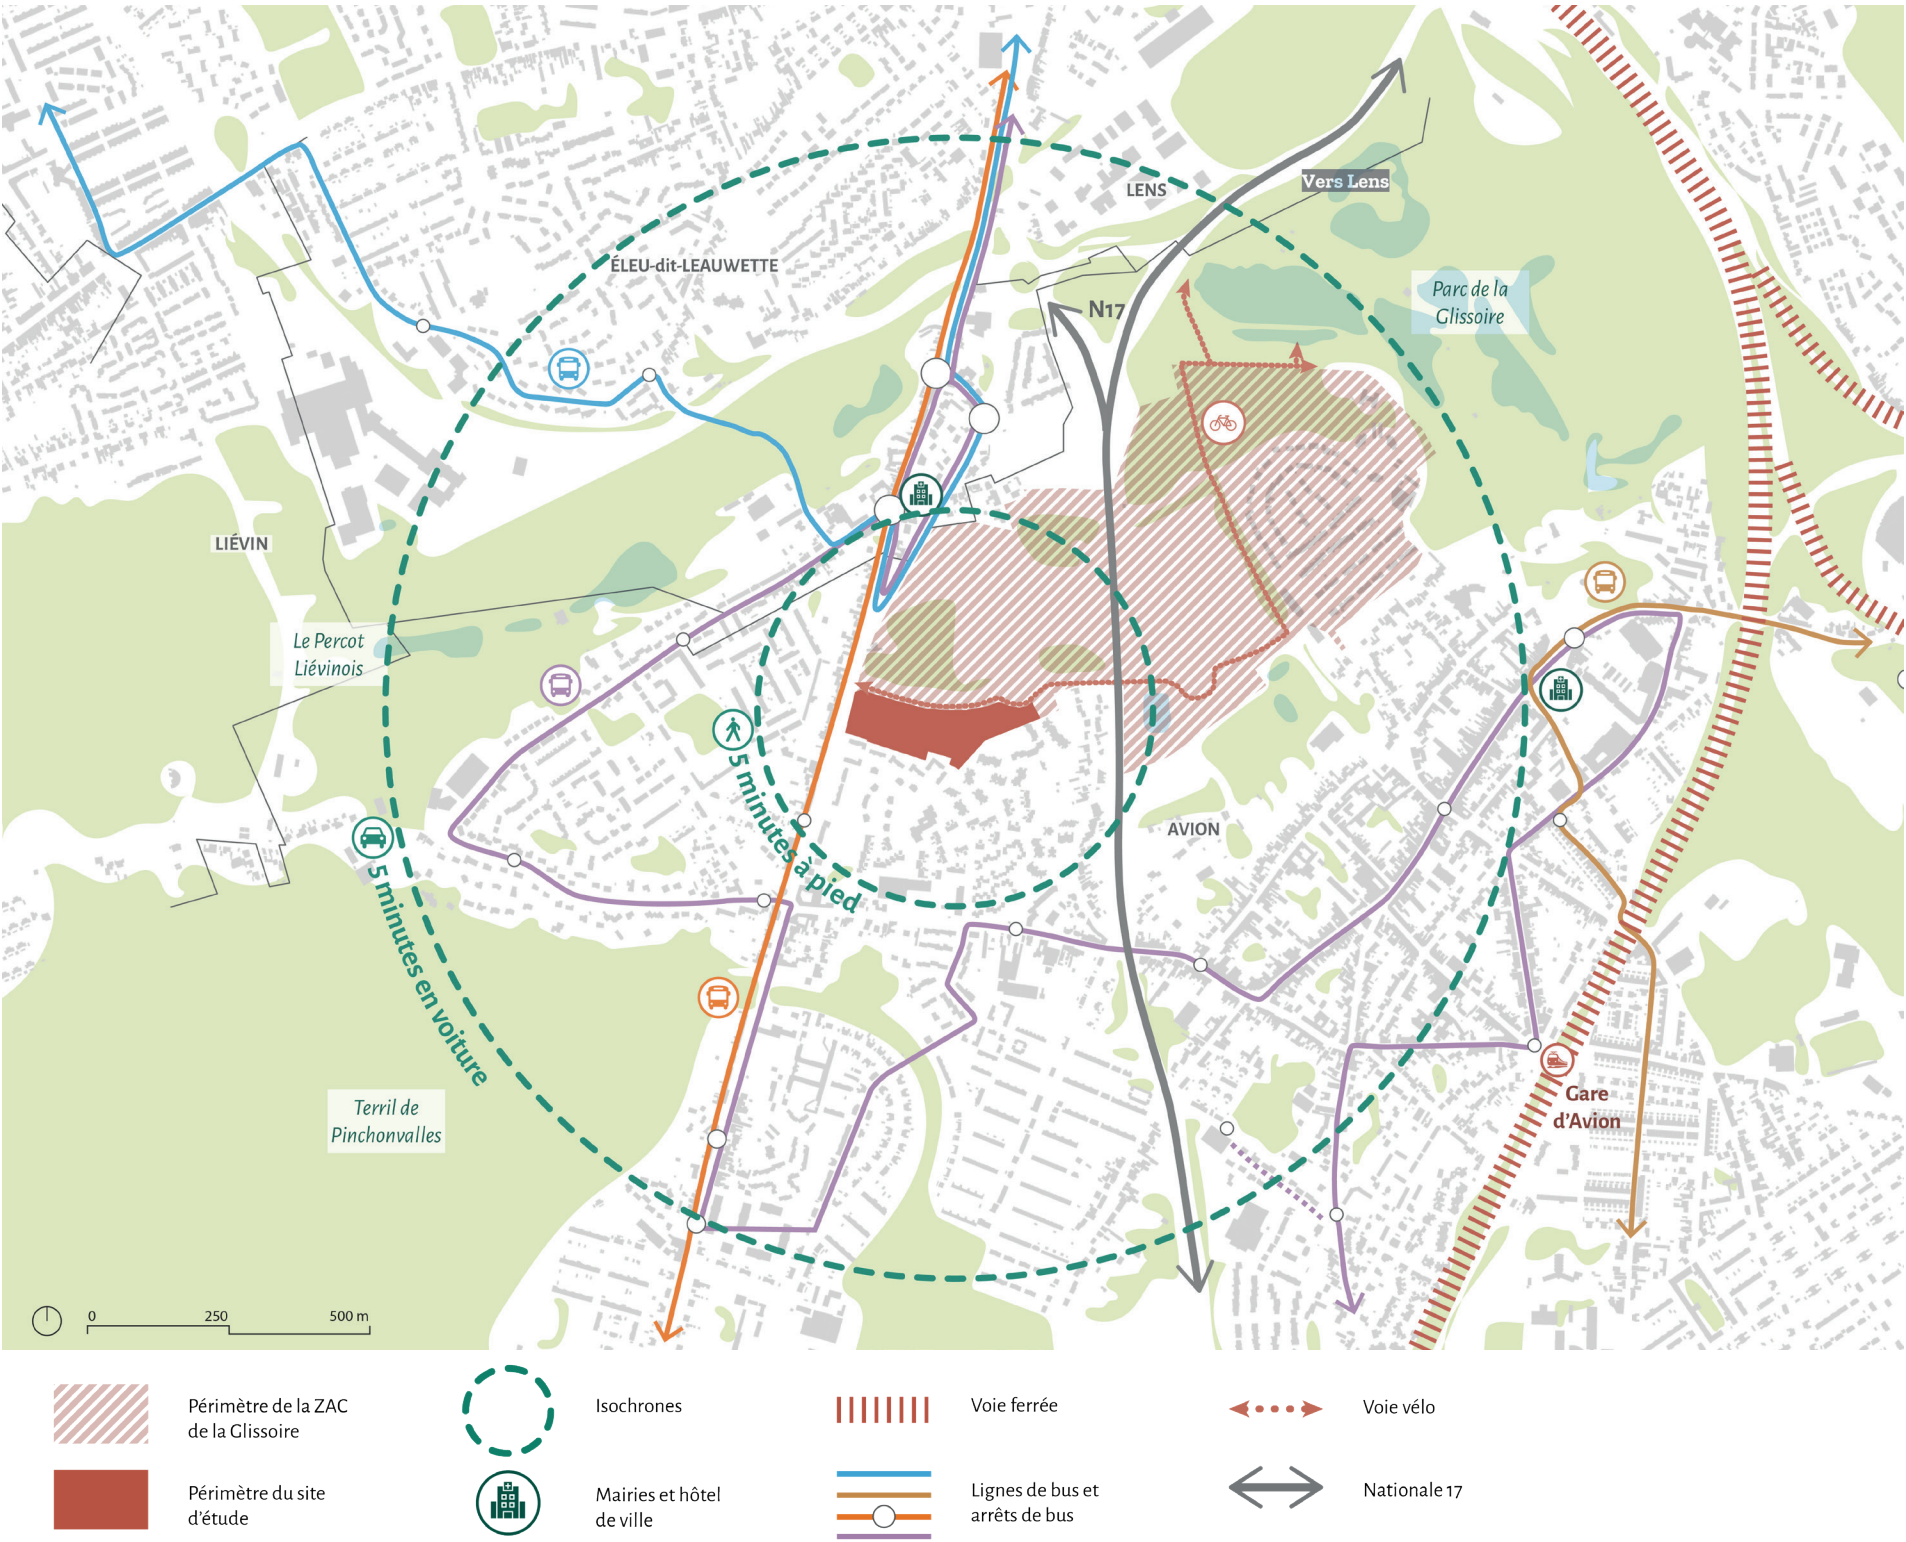 LENS
Vers Lens
ÉLEU-dit-LEAUWETTE
Parc de la
Glissoire
N17
LIÉVIN
Le Percot
Liévinois
5 minutes à pied
AVION
5 minutes en voiture
Gare
d'Avion
Terril de
Pinchonvalles
0
250
500 m
Périmètre de la ZAC
de la Glissoire
Isochrones
Voie ferrée
Voie vélo
Périmètre du site
d'étude
Mairies et hôtel
de ville
Lignes de bus et
arrêts de bus
Nationale 17